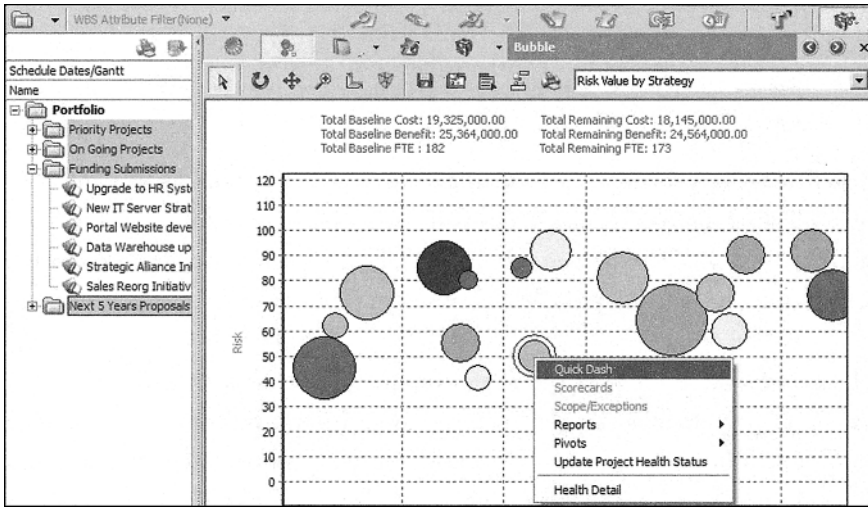 WBS Attribute Filter(None)
Bubble
Schedule Dates/Gantt
Name
Portfolio
Priority Projects
On Going Projects
Funding Submissions
Upgrade to HR Syst
New IT Server Strat
Portal Website deve
Data Warehouse up
Strategic Alliance Ini
Sales Reorg Initiativ
Next 5 Years Proposals
Risk Value by Strategy
Total Baseline Cost: 19,325,000.00 Total Remaining Cost: 18,145,000.00
Total Baseline Benefit: 25,364,000.00 Total Remaining Benefit: 24,564,000.00
Total Baseline FTE : 182 Total Remaining FTE: 173
120
110
100
90
80
70
60
50
40
30
20
10
0
Risk
Quick Dash
Scorecards
Scope/Exceptions
Reports
Pivots
Update Project Health Status
Health Detail